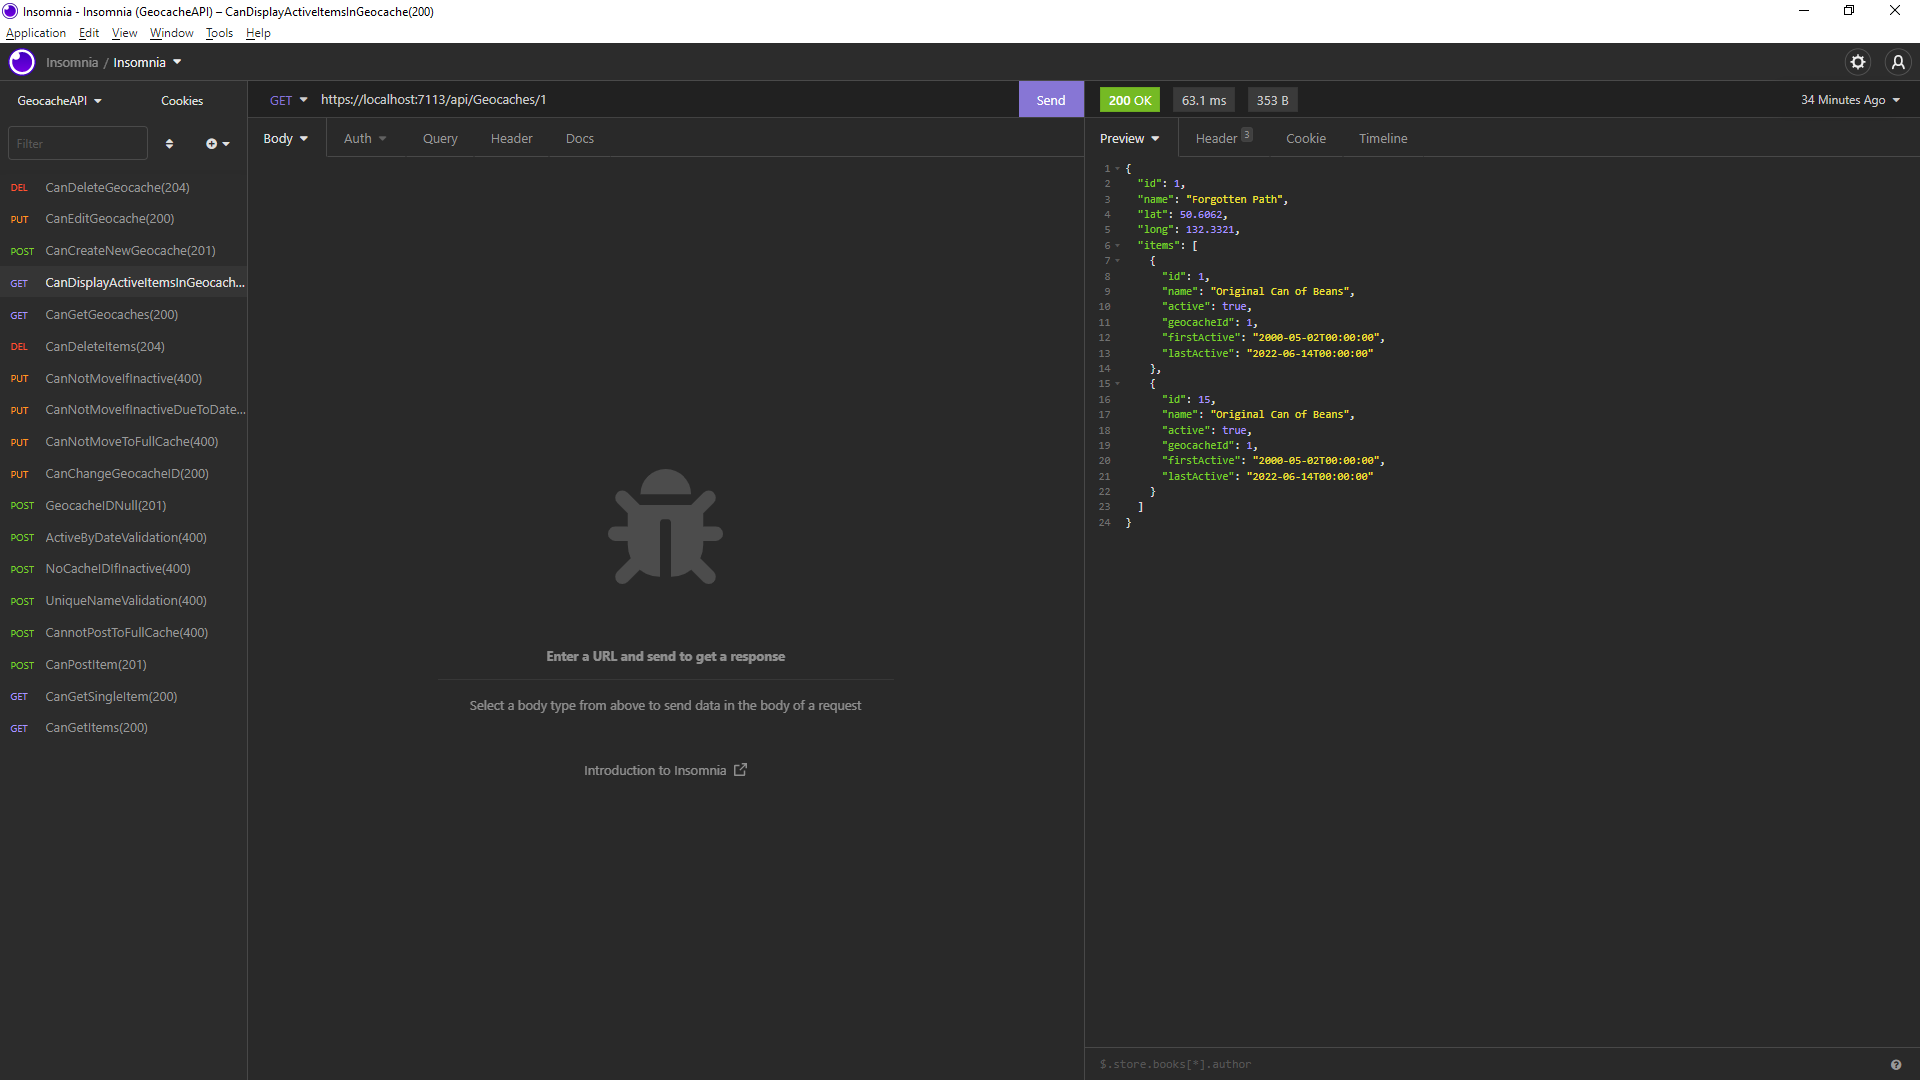 Insomnia - Insomnia (GeocacheAPI) – CanDisplayActiveItemsInGeocache(200)
Application Edit View Window Tools Help
Insomnia / Insomnia
GeocacheAPI Cookies
Filter
DEL CanDeleteGeocache(204)
PUT CanEditGeocache(200)
POST CanCreateNewGeocache(201)
GET CanDisplayActiveItemsInGeocach...
GET CanGetGeocaches(200)
DEL CanDeleteItems(204)
PUT CanNotMoveIfInactive(400)
PUT CanNotMoveIfInactiveDueToDate...
PUT CanNotMoveToFullCache(400)
PUT CanChangeGeocacheID(200)
POST GeocacheIDNull(201)
POST ActiveByDateValidation(400)
POST NoCacheIDIfInactive(400)
POST UniqueNameValidation(400)
POST CannotPostToFullCache(400)
POST CanPostItem(201)
GET CanGetSingleItem(200)
GET CanGetItems(200)
GET https://localhost:7113/api/Geocaches/1 Send
Body Auth Query Header Docs
Enter a URL and send to get a response
Select a body type from above to send data in the body of a request
Introduction to Insomnia
200 OK 63.1 ms 353 B 34 Minutes Ago
Preview Header 3 Cookie Timeline
1 {
2 "id": 1,
3 "name": "Forgotten Path",
4 "lat": 50.6062,
5 "long": 132.3321,
6 "items": [
7 {
8 "id": 1,
9 "name": "Original Can of Beans",
10 "active": true,
11 "geocacheId": 1,
12 "firstActive": "2000-05-02T00:00:00",
13 "lastActive": "2022-06-14T00:00:00"
14 },
15 {
16 "id": 15,
17 "name": "Original Can of Beans",
18 "active": true,
19 "geocacheId": 1,
20 "firstActive": "2000-05-02T00:00:00",
21 "lastActive": "2022-06-14T00:00:00"
22 }
23 ]
24 }
$.store.books[*].author